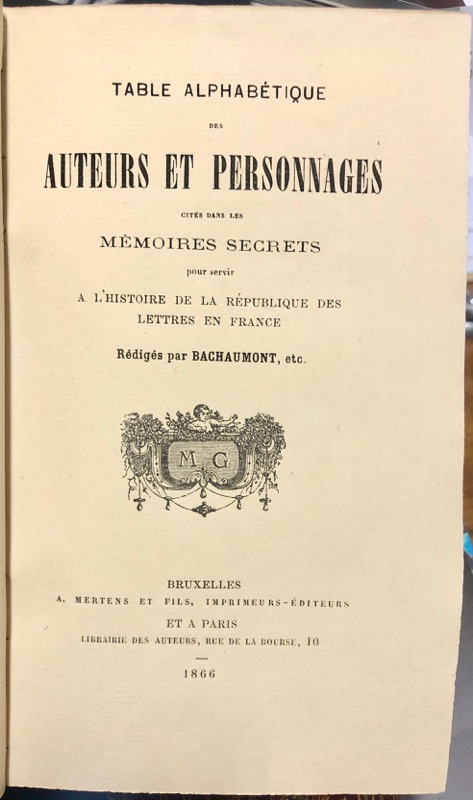 TABLE ALPHABÉTIQUE
DES
AUTEURS ET PERSONNAGES
CITÉS DANS LES
MÉMOIRES SECRETS
pour servir
A L'HISTOIRE DE LA RÉPUBLIQUE DES
LETTRES EN FRANCE
Rédigés par BACHAUMONT, etc.
M G
BRUXELLES
A. MERTENS ET FILS, IMPRIMEURS-ÉDITEURS
ET A PARIS
LIBRAIRIE DES AUTEURS, RUE DE LA BOURSE, 10
1866